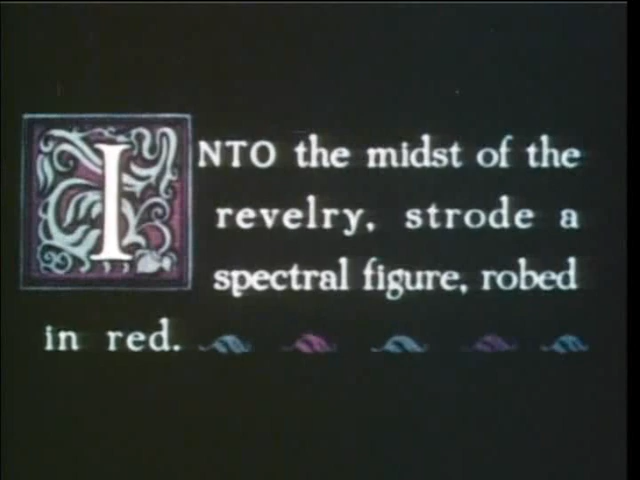 INTO the midst of the
revelry, strode a
spectral figure, robed
in red.